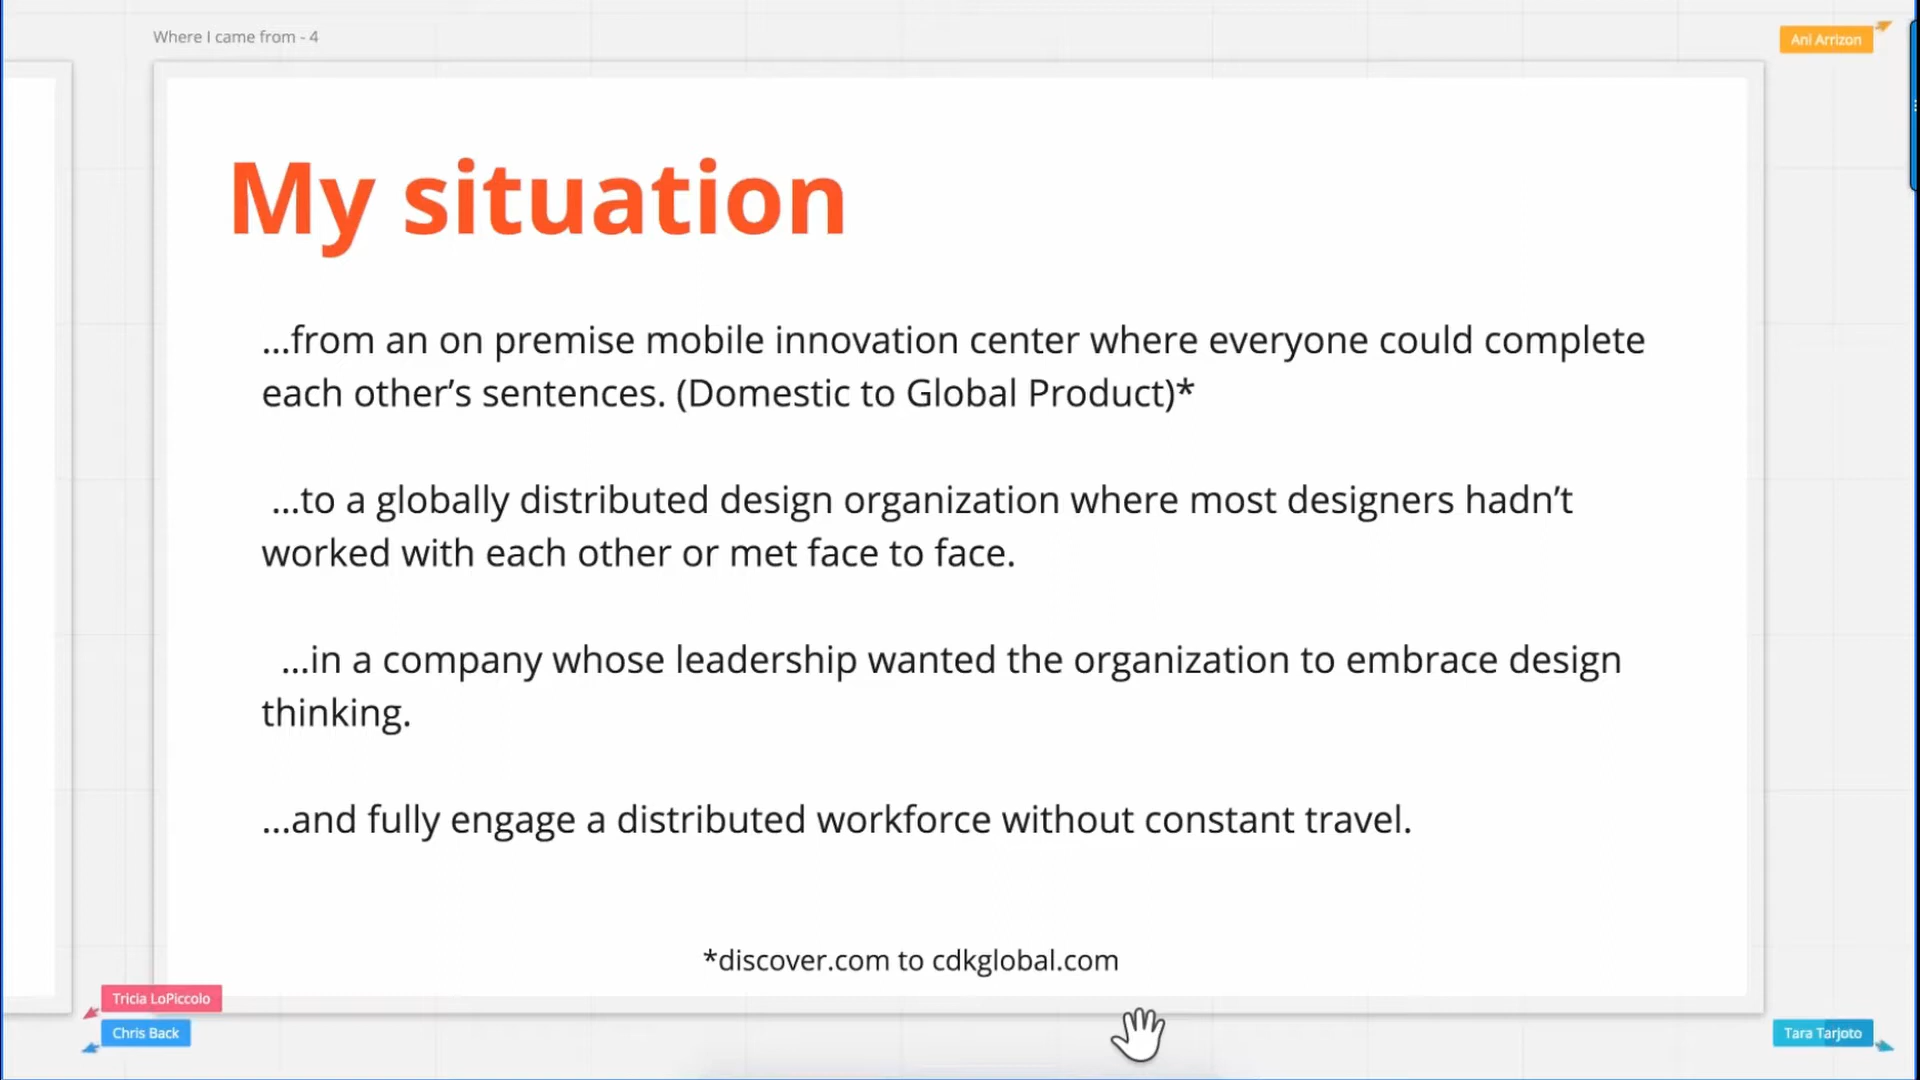 Where I came from - 4
Ani Arrizon
My situation
...from an on premise mobile innovation center where everyone could complete
each other’s sentences. (Domestic to Global Product)*
...to a globally distributed design organization where most designers hadn’t
worked with each other or met face to face.
...in a company whose leadership wanted the organization to embrace design
thinking.
...and fully engage a distributed workforce without constant travel.
*discover.com to cdkglobal.com
Tricia LoPiccolo
Chris Back
Tara Tarjoto